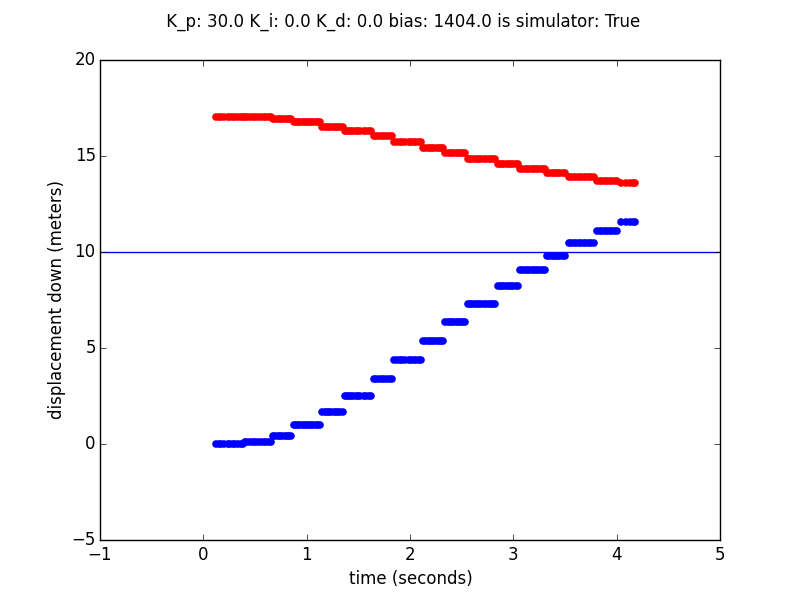 K_p: 30.0 K_i: 0.0 K_d: 0.0 bias: 1404.0 is simulator: True
20
15
10
5
0
−5
displacement down (meters)
−1 0 1 2 3 4 5
time (seconds)